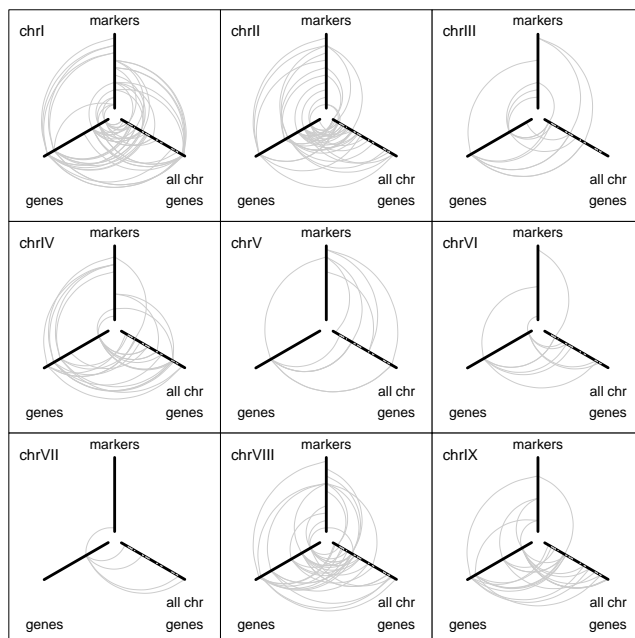 chrI
markers
genes
all chr
genes
chrII
markers
genes
all chr
genes
chrIII
markers
genes
all chr
genes
chrIV
markers
genes
all chr
genes
chrV
markers
genes
all chr
genes
chrVI
markers
genes
all chr
genes
chrVII
markers
genes
all chr
genes
chrVIII
markers
genes
all chr
genes
chrIX
markers
genes
all chr
genes